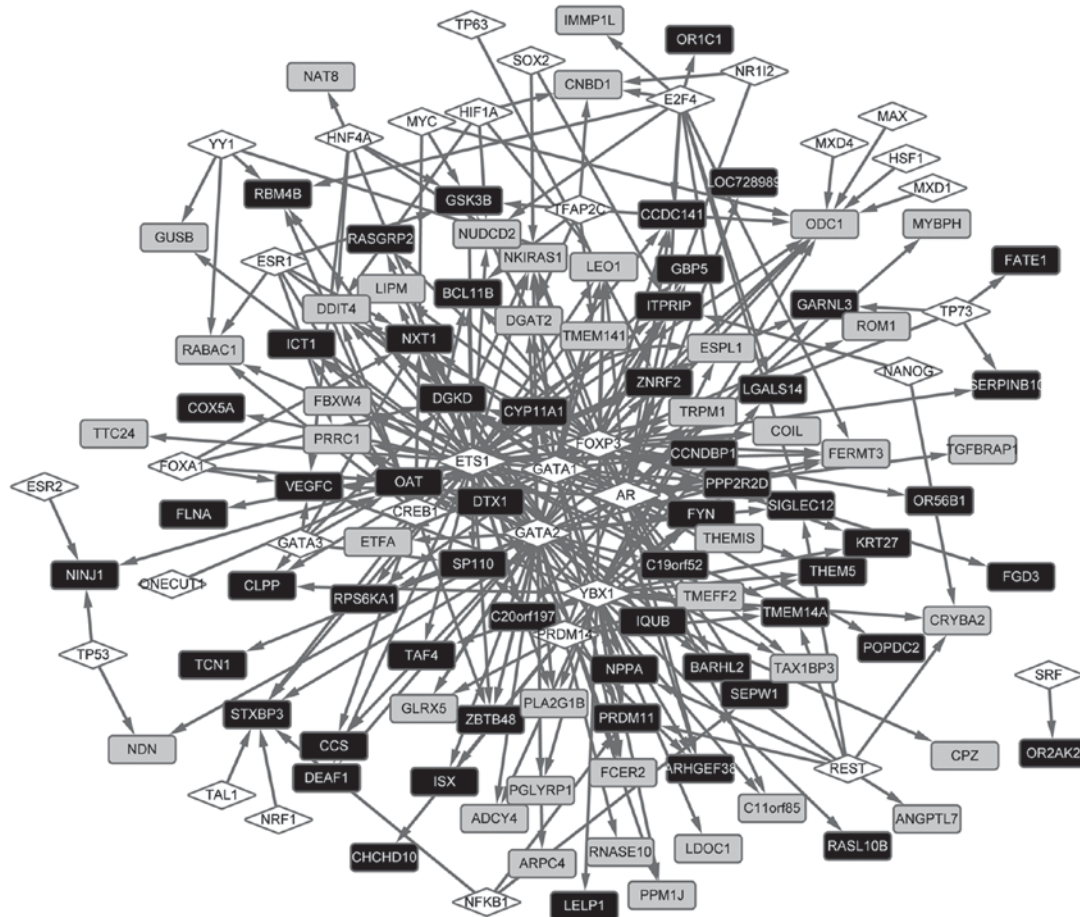 IMMP1L
TP63
OR1C1
SOX2
NR1I2
NAT8
CNBD1
E2F4
HIF1A
MYC
MAX
HNF4A
YY1
MXD4
HSF1
LOC728989
MXD1
RBM4B
GSK3B
TFAP2C
CCDC141
ODC1
MYBPH
GUSB
RASGRP2
NUDCD2
NKIRAS1
ESR1
LEO1
GBP5
FATE1
LIPM
BCL11B
DDIT4
ITPRIP
GARNL3
TP73
DGAT2
ROM1
NXT1
TMEM141
ICT1
ESPL1
RABAC1
NANOG
ZNRF2
SERPINB10
LGALS14
DGKD
FBXW4
COX5A
CYP11A1
TRPM1
TTC24
PRRC1
FOXP3
COIL
CCNDBP1
TGFBRAP1
FERMT3
ETS1
FOXA1
GATA1
VEGFC
OAT
PPP2R2D
ESR2
AR
DTX1
OR56B1
FLNA
CREB1
FYN
SIGLEC12
GATA2
GATA3
ETFA
THEMIS
KRT27
SP110
C19orf52
NINJ1
ONECUT1
CLPP
THEM5
FGD3
YBX1
TMEFF2
RPS6KA1
C20orf197
TMEM14A
IQUB
CRYBA2
PRDM14
POPDC2
TP53
TAF4
TCN1
NPPA
BARHL2
TAX1BP3
SRF
SEPW1
GLRX5
PLA2G1B
STXBP3
ZBTB48
PRDM11
NDN
CCS
OR2AK2
CPZ
REST
ARHGEF38
FCER2
DEAF1
ISX
PGLYRP1
TAL1
C11orf85
NRF1
ADCY4
ANGPTL7
RASL10B
LDOC1
RNASE10
CHCHD10
ARPC4
PPM1J
NFKB1
LELP1